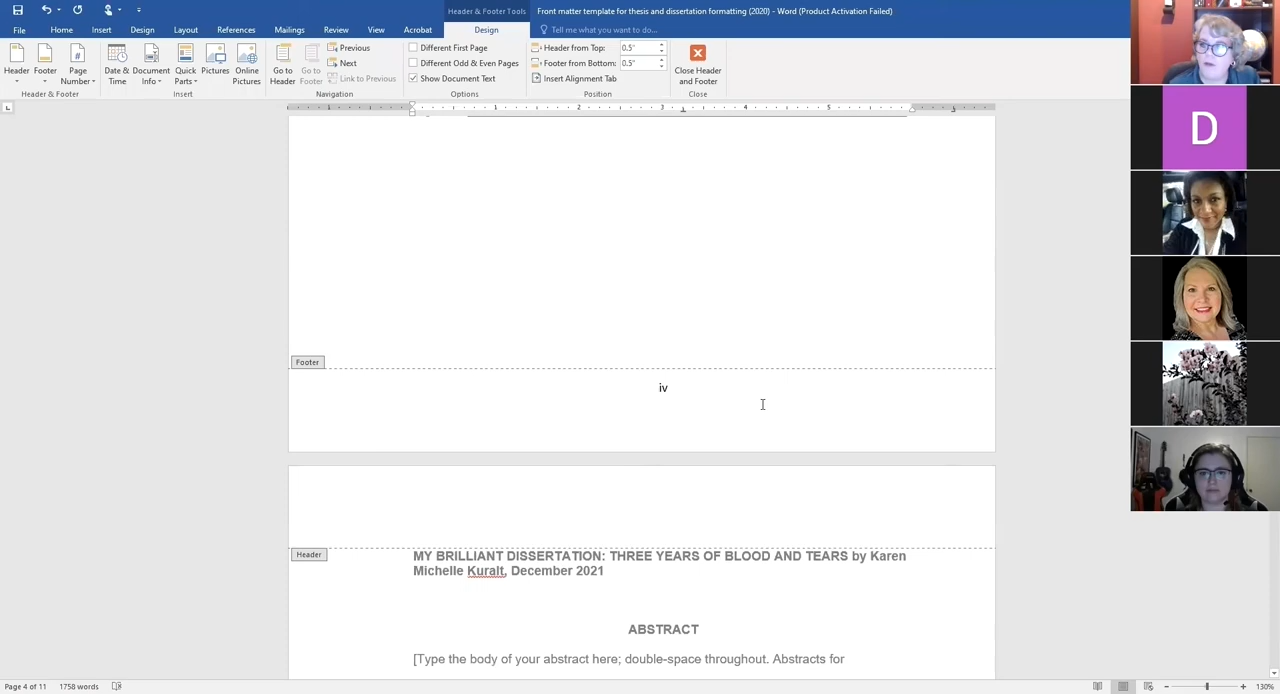 Header & Footer Tools
Front matter template for thesis and dissertation formatting (2020) - Word (Product Activation Failed)
File Home Insert Design Layout References Mailings Review View Acrobat Design Tell me what you want to do...
Header Footer Page Number
Header & Footer
Date & Time Document Info Quick Parts Pictures Online Pictures
Insert
Go to Header Go to Footer Previous Next Link to Previous
Navigation
Different First Page
Different Odd & Even Pages
Show Document Text
Options
Header from Top: 0.5"
Footer from Bottom: 0.5"
Insert Alignment Tab
Position
Close Header and Footer
Close
L
1 1 2 3 4 5
Footer
iv
Header
MY BRILLIANT DISSERTATION: THREE YEARS OF BLOOD AND TEARS by Karen
Michelle Kuralt, December 2021
ABSTRACT
[Type the body of your abstract here; double-space throughout. Abstracts for
Page 4 of 11 1758 words
130%
D